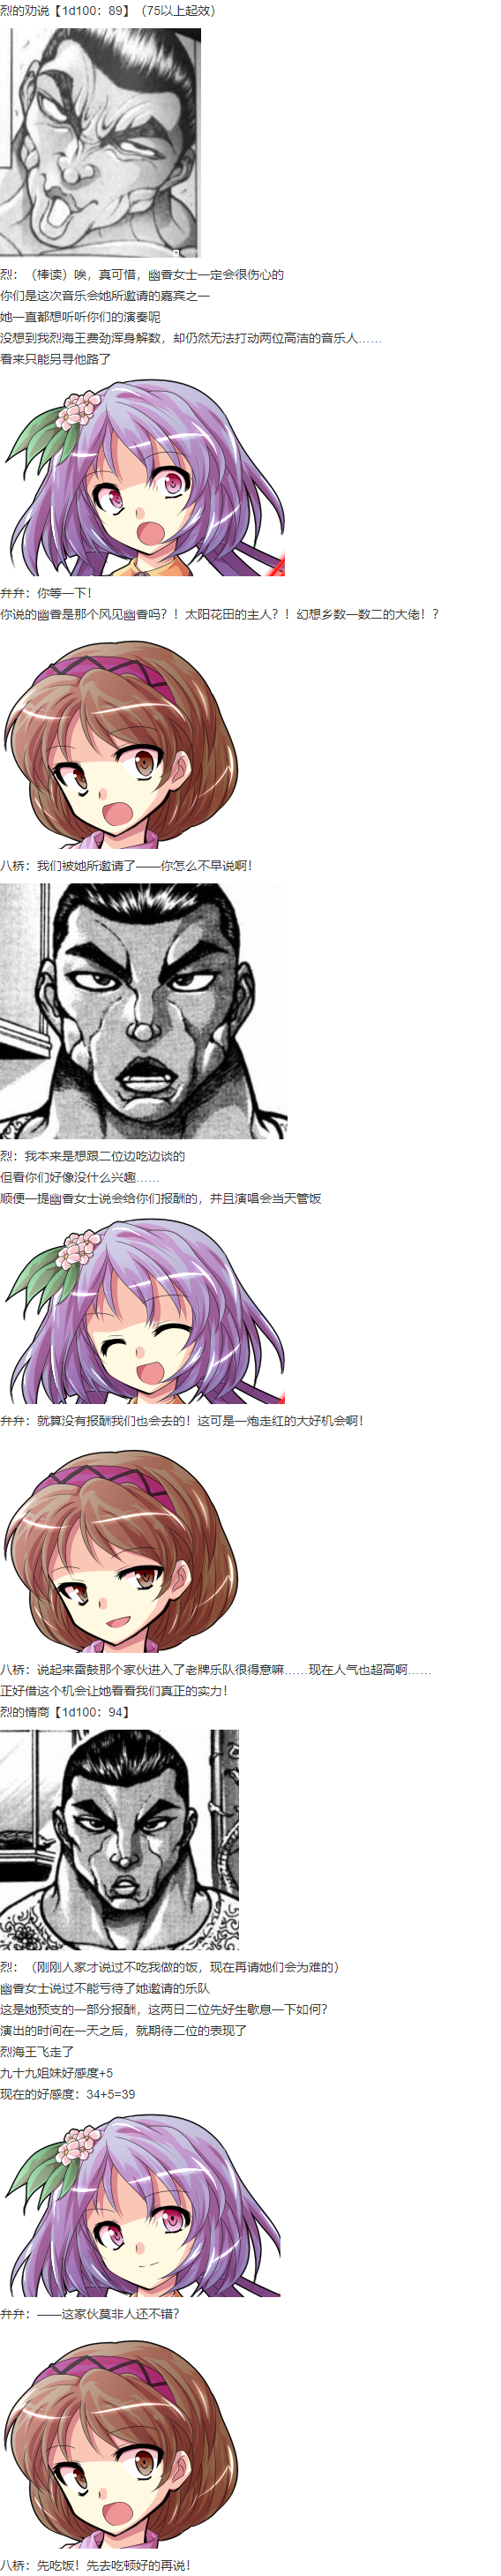 烈的劝说【1d100：89】（75以上起效）
烈：（棒读）唉，真可惜，幽香女士一定会很伤心的
你们是这次音乐会她所邀请的嘉宾之一
她一直都想听听你们的演奏呢
没想到我烈海王费劲浑身解数，却仍然无法打动两位高洁的音乐人……
看来只能另寻他路了
弁弁：你等一下！
你说的幽香是那个风见幽香吗？！太阳花田的主人？！幻想乡数一数二的大佬！？
八桥：我们被她所邀请了——你怎么不早说啊！
烈：我本来是想跟二位边吃边谈的
但看你们好像没什么兴趣……
顺便一提幽香女士说会给你们报酬的，并且演唱会当天管饭
弁弁：就算没有报酬我们也会去的！这可是一炮走红的大好机会啊！
八桥：说起来雷鼓那个家伙进入了老牌乐队很得意嘛……现在人气也超高啊……
正好借这个机会让她看看我们真正的实力！
烈的情商【1d100：94】
烈：（刚刚人家才说过不吃我做的饭，现在再请她们会为难的）
幽香女士说过不能亏待了她邀请的乐队
这是她预支的一部分报酬，这两日二位先好生歇息一下如何？
演出的时间在一天之后，就期待二位的表现了
烈海王飞走了
九十九姐妹好感度+5
现在的好感度：34+5=39
弁弁：——这家伙莫非人还不错？
八桥：先吃饭！先去吃顿好的再说！